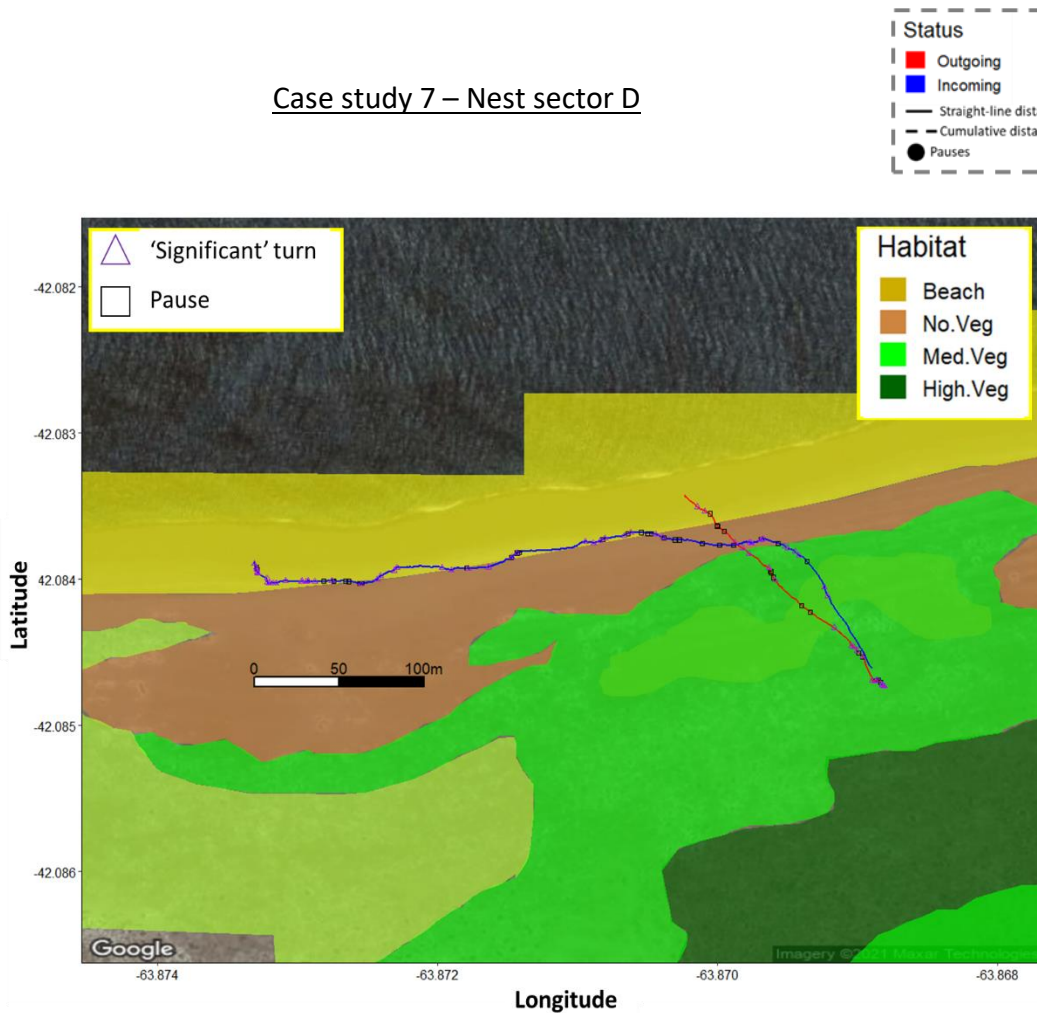 Status
Outgoing
Incoming
Straight-line
Cumulative
Pauses
Case study 7 – Nest sector D
‘Significant’ turn
Pause
Habitat
Beach
No.Veg
Med.Veg
High.Veg
-42.082
-42.083
-42.084
-42.085
-42.086
Latitude
0 50 100m
Google
Imagery ©2021 Maxar Technologies
-63.874 -63.872 -63.870 -63.868
Longitude